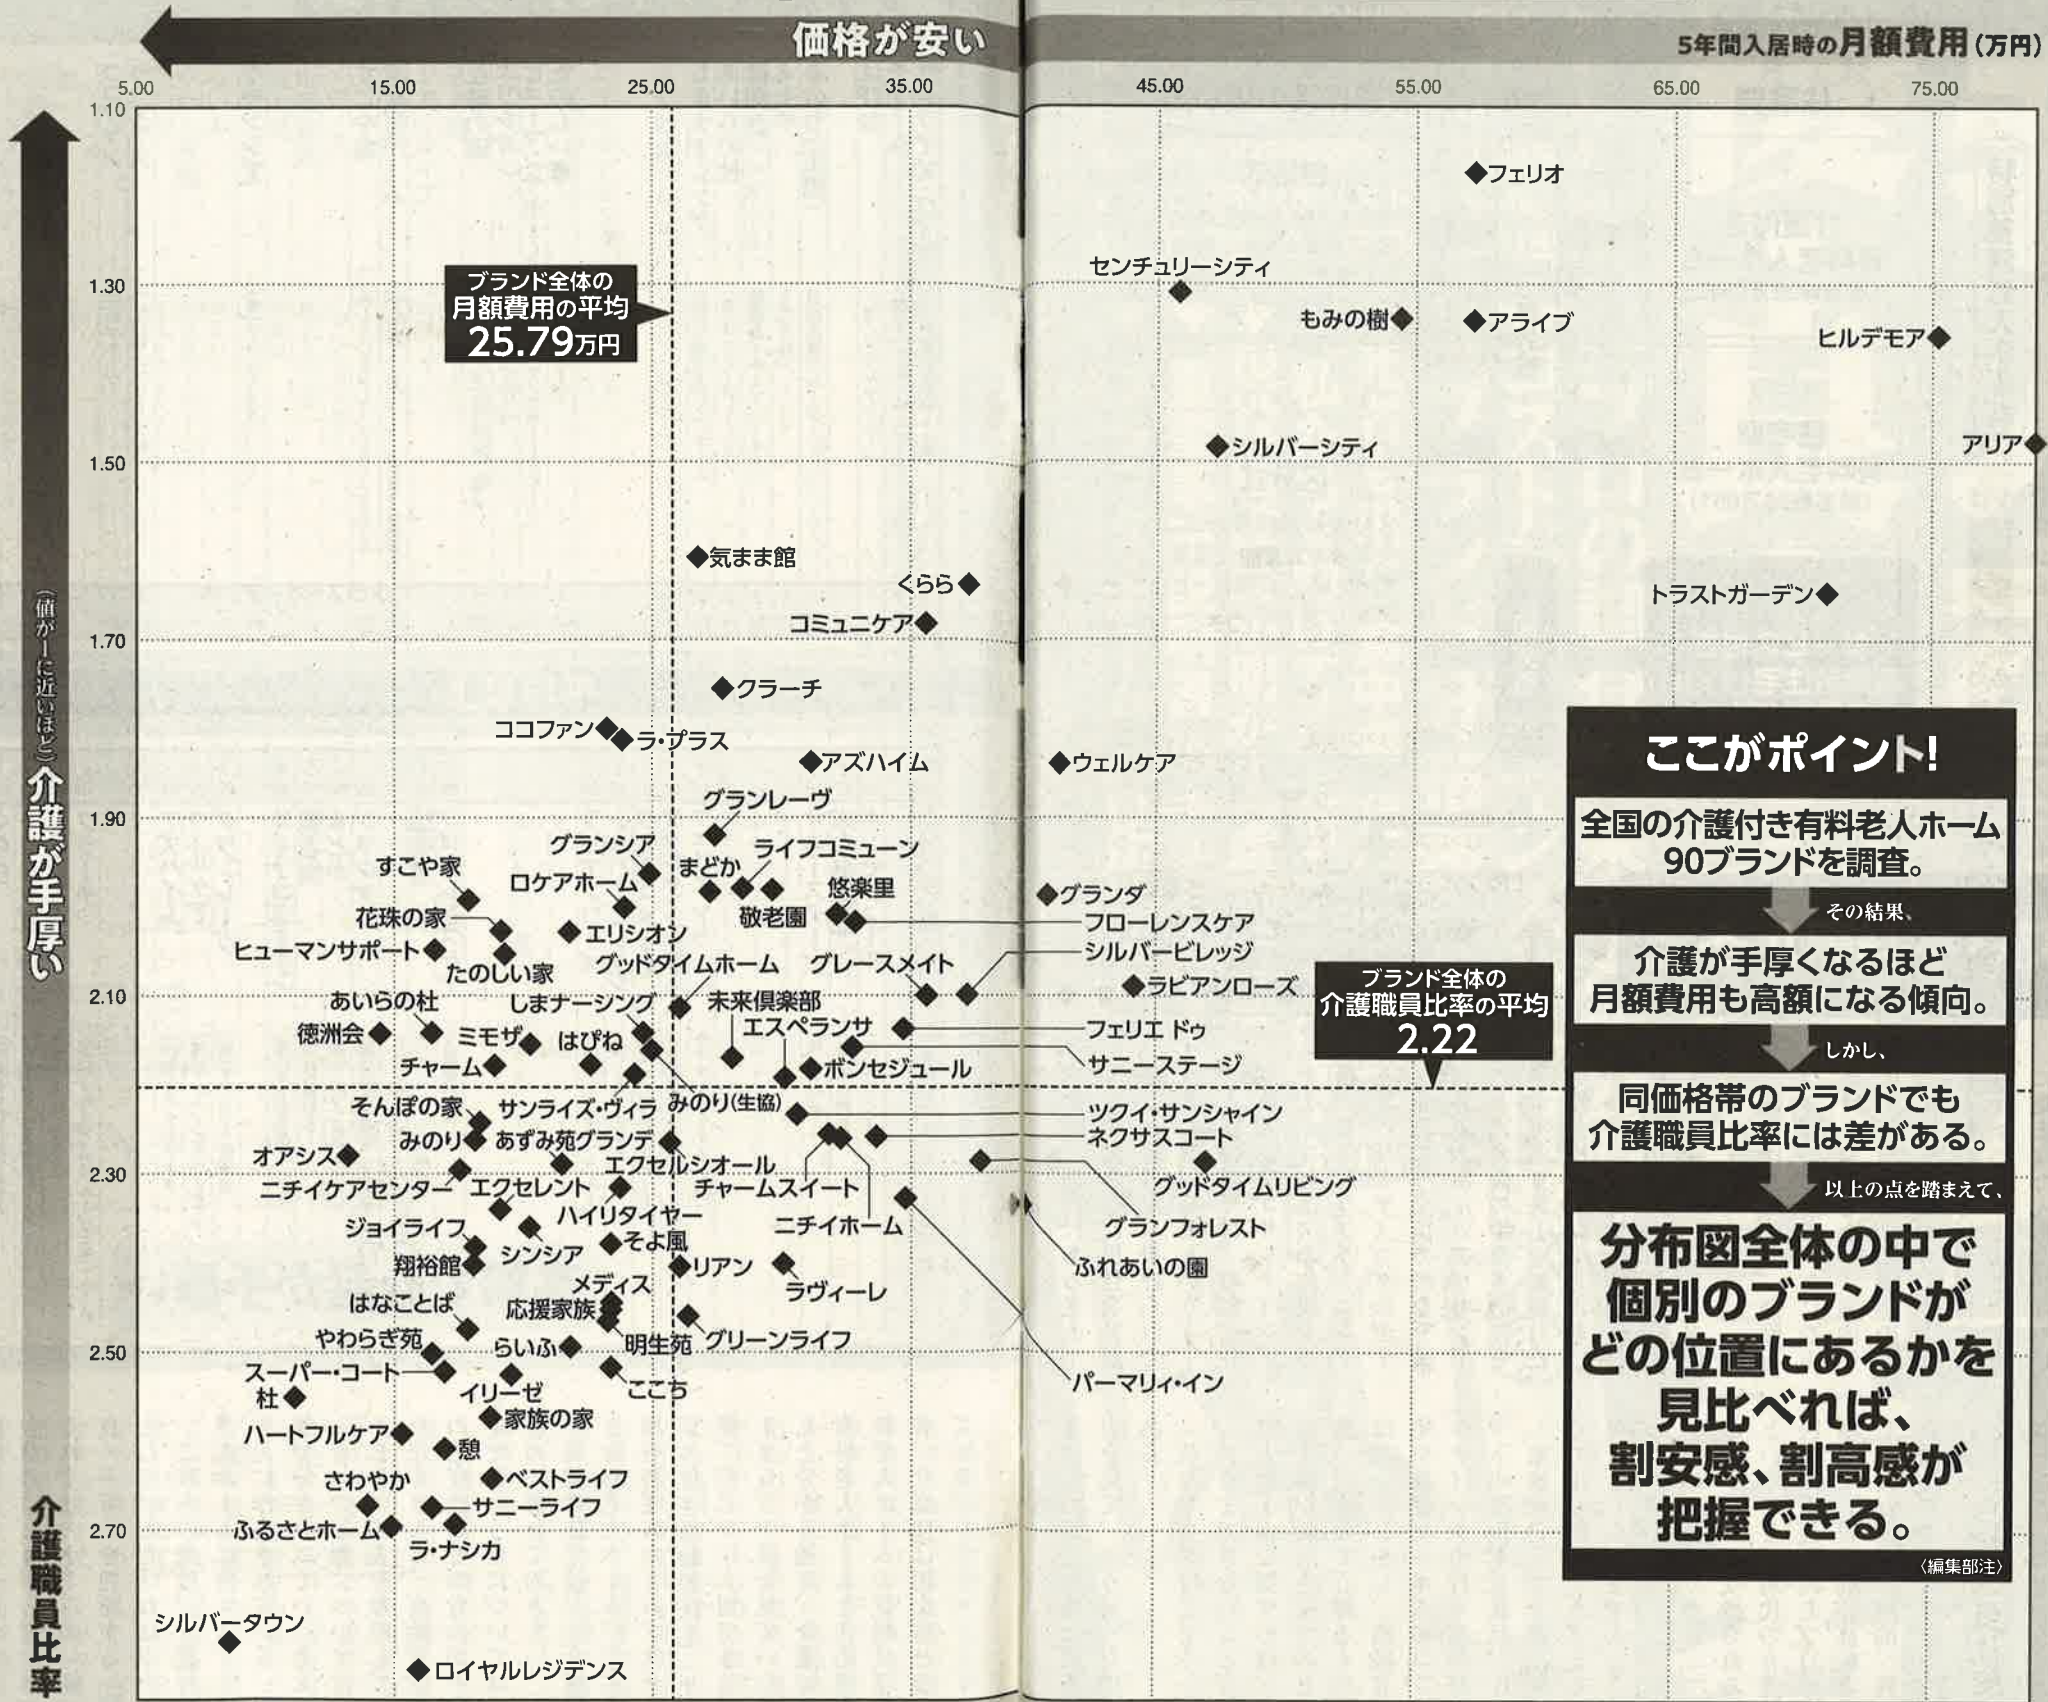 価格が安い
5年間入居時の月額費用(万円)
5.00
15.00
25.00
35.00
45.00
55.00
65.00
75.00
1.10
1.30
1.50
1.70
1.90
2.10
2.30
2.50
2.70
(値が1に近いほど)介護が手厚い
介護職員比率
フェリオ
センチュリーシティ
ブランド全体の
月額費用の平均
25.79万円
もみの樹
アライブ
ヒルデモア
シルバーシティ
アリア
気まま館
くらら
トラストガーデン
コミュニケア
クラーチ
ココファン
ラ・プラス
アズハイム
ウェルケア
グランレーヴ
グランシア
ライフコミューン
すこや家
まどか
ロケアホーム
悠楽里
グランダ
花珠の家
敬老園
フローレンスケア
エリシオン
ヒューマンサポート
シルバービレッジ
たのしい家
グッドタイムホーム
グレースメイト
ラビアンローズ
あいらの杜
しまナーシング
未来倶楽部
徳洲会
ミモザ
はぴね
エスペランサ
フェリエ ドゥ
チャーム
ボンセジュール
サニーステージ
ブランド全体の
介護職員比率の平均
2.22
そんぽの家
サンライズ・ヴィラ
みのり(生協)
ツクイ・サンシャイン
みのり
あずみ苑グランデ
ネクサスコート
オアシス
エクセルシオール
ニチイケアセンター
エクセレント
チャームスイート
グッドタイムリビング
ジョイライフ
ハイリタイヤー
ニチイホーム
グランフォレスト
シンシア
そよ風
翔裕館
リアン
ふれあいの園
メディス
ラヴィーレ
はなことば
応援家族
やわらぎ苑
らいふ
明生苑
グリーンライフ
スーパー・コート
イリーゼ
ここち
パーマリィ・イン
杜
家族の家
ハートフルケア
憩
さわやか
ベストライフ
サニーライフ
ふるさとホーム
ラ・ナシカ
シルバータウン
ロイヤルレジデンス
ここがポイント!
全国の介護付き有料老人ホーム
90ブランドを調査。
その結果、
介護が手厚くなるほど
月額費用も高額になる傾向。
しかし、
同価格帯のブランドでも
介護職員比率には差がある。
以上の点を踏まえて、
分布図全体の中で
個別のブランドが
どの位置にあるかを
見比べれば、
割安感、割高感が
把握できる。
〈編集部注〉